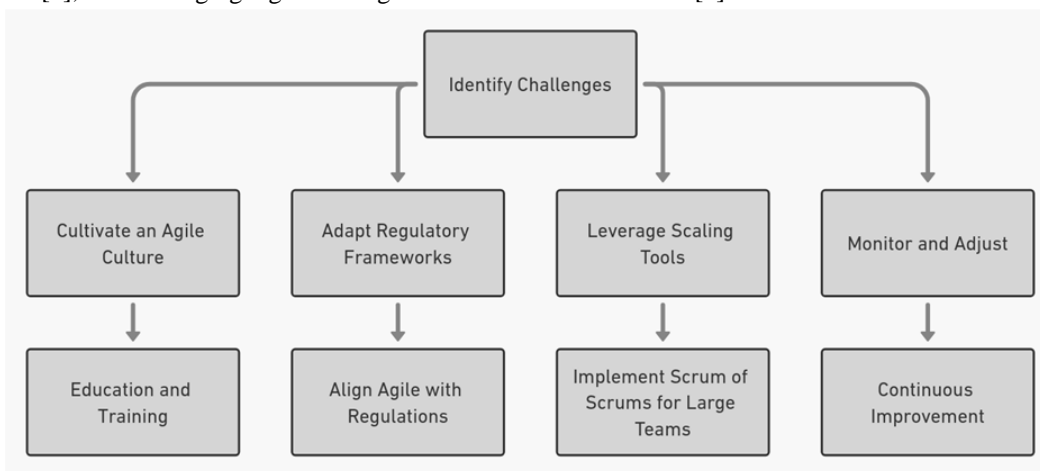 Identify Challenges
Cultivate an Agile
Culture
Adapt Regulatory
Frameworks
Leverage Scaling
Tools
Monitor and Adjust
Education and
Training
Align Agile with
Regulations
Implement Scrum of
Scrums for Large
Teams
Continuous
Improvement